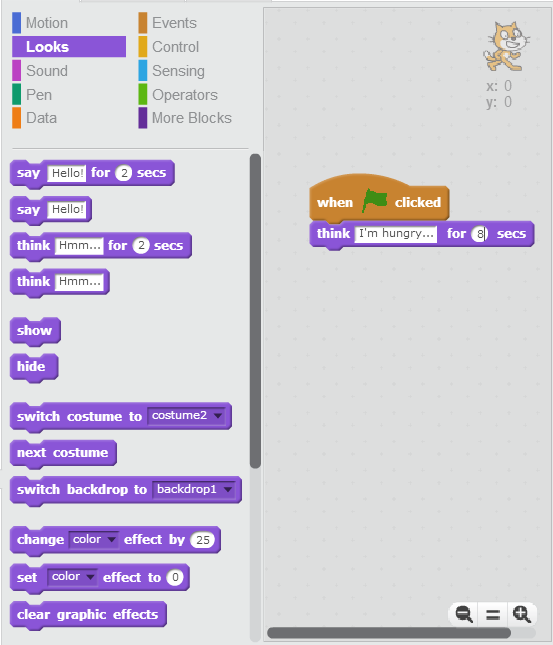 Motion
Looks
Sound
Pen
Data
Events
Control
Sensing
Operators
More Blocks
say Hello! for 2 secs
say Hello!
think Hmm... for 2 secs
think Hmm...
show
hide
switch costume to costume2
next costume
switch backdrop to backdrop1
change color effect by 25
set color effect to 0
clear graphic effects
x: 0
y: 0
when clicked
think I'm hungry... for 8 secs